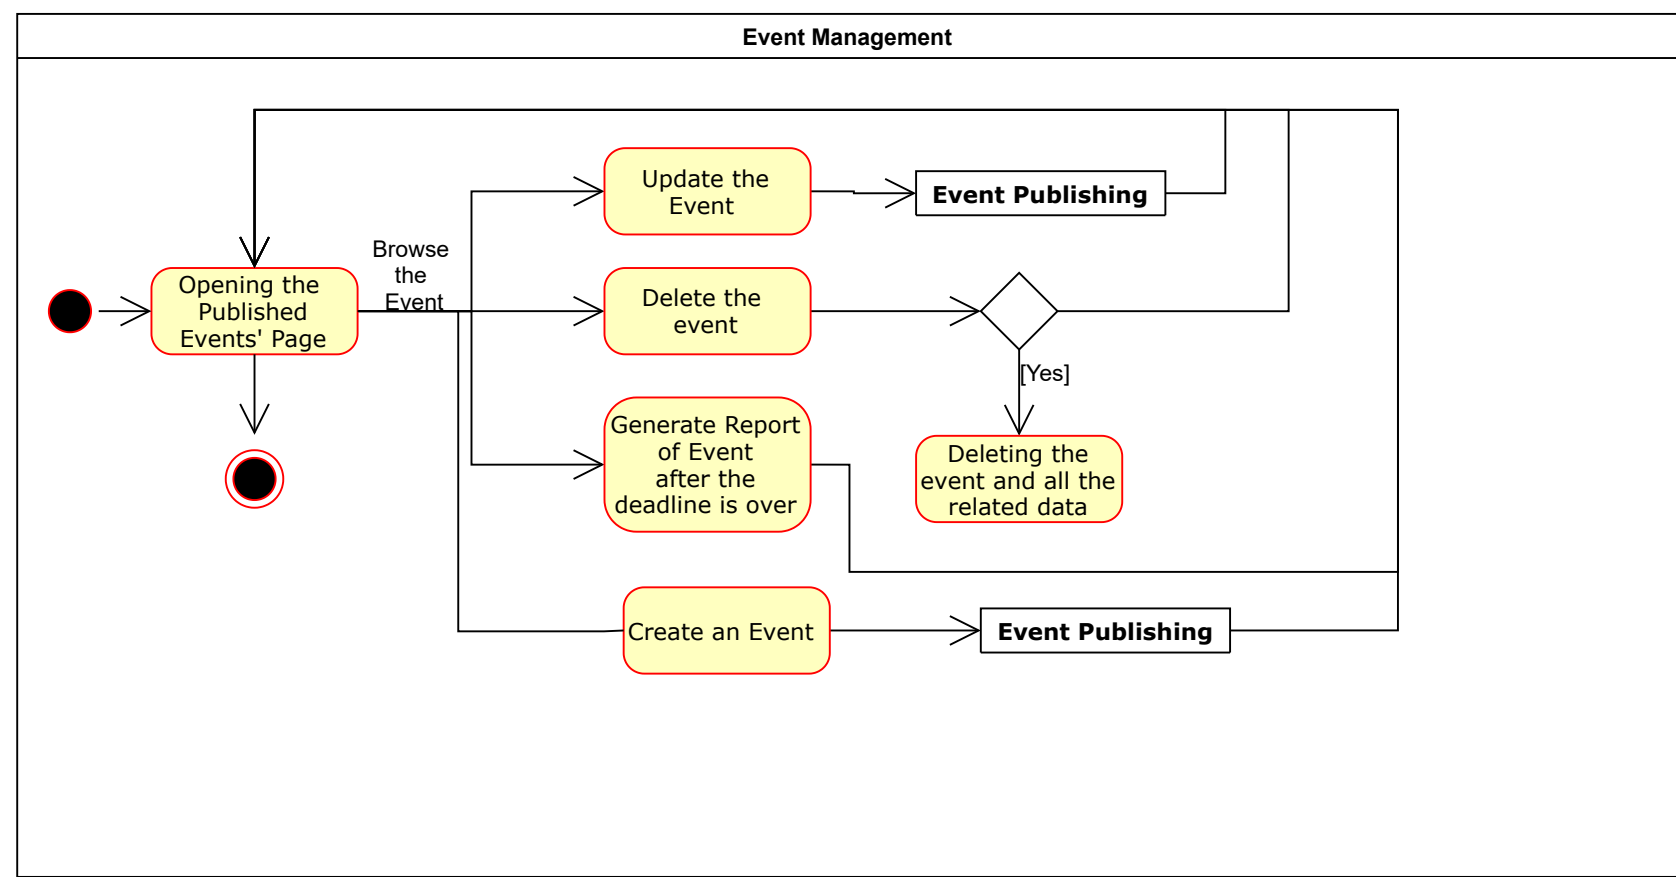 Event Management
Update the
Event
Event Publishing
Browse
the
Event
Opening the
Published
Events' Page
Delete the
event
[Yes]
Generate Report
of Event
after the
deadline is over
Deleting the
event and all the
related data
Create an Event
Event Publishing